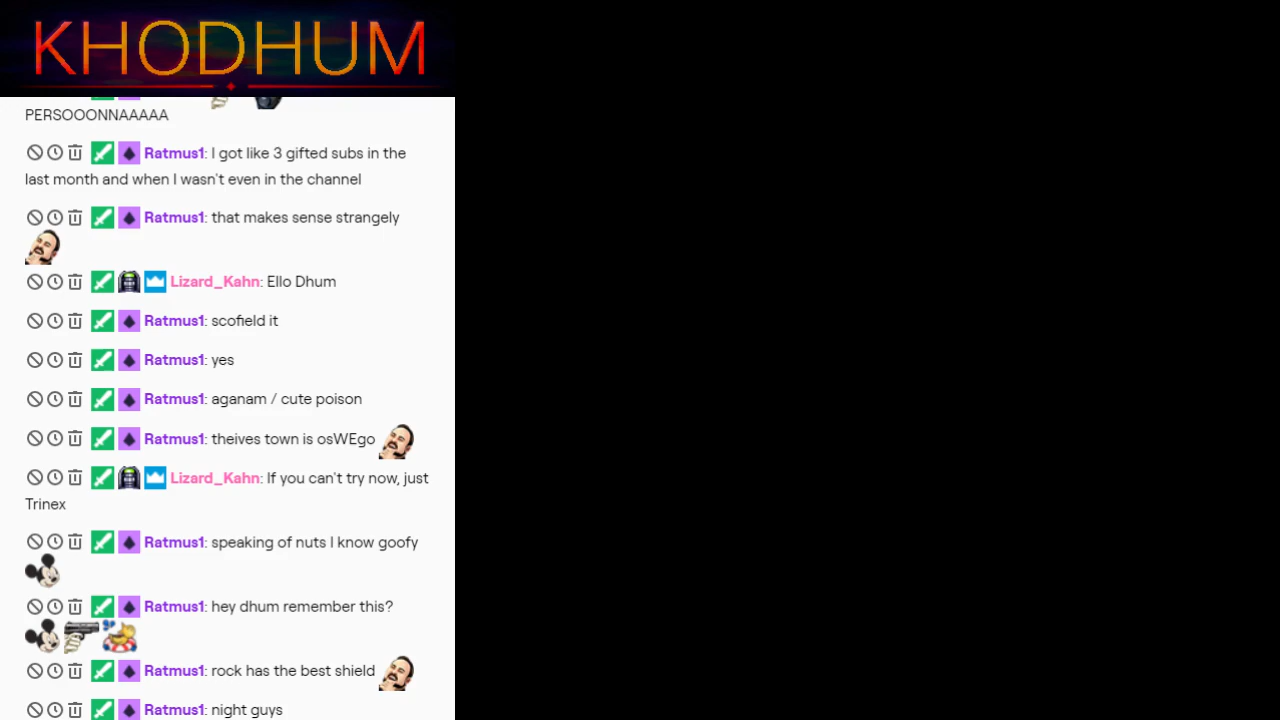 KHODHUM
PERSOOONNAAAAA
Ratmus1: I got like 3 gifted subs in the
last month and when I wasn't even in the channel
Ratmus1: that makes sense strangely
Lizard_Kahn: Ello Dhum
Ratmus1: scofield it
Ratmus1: yes
Ratmus1: aganam / cute poison
Ratmus1: theives town is osWEgo
Lizard_Kahn: If you can't try now, just
Trinex
Ratmus1: speaking of nuts I know goofy
Ratmus1: hey dhum remember this?
Ratmus1: rock has the best shield
Ratmus1: night guys